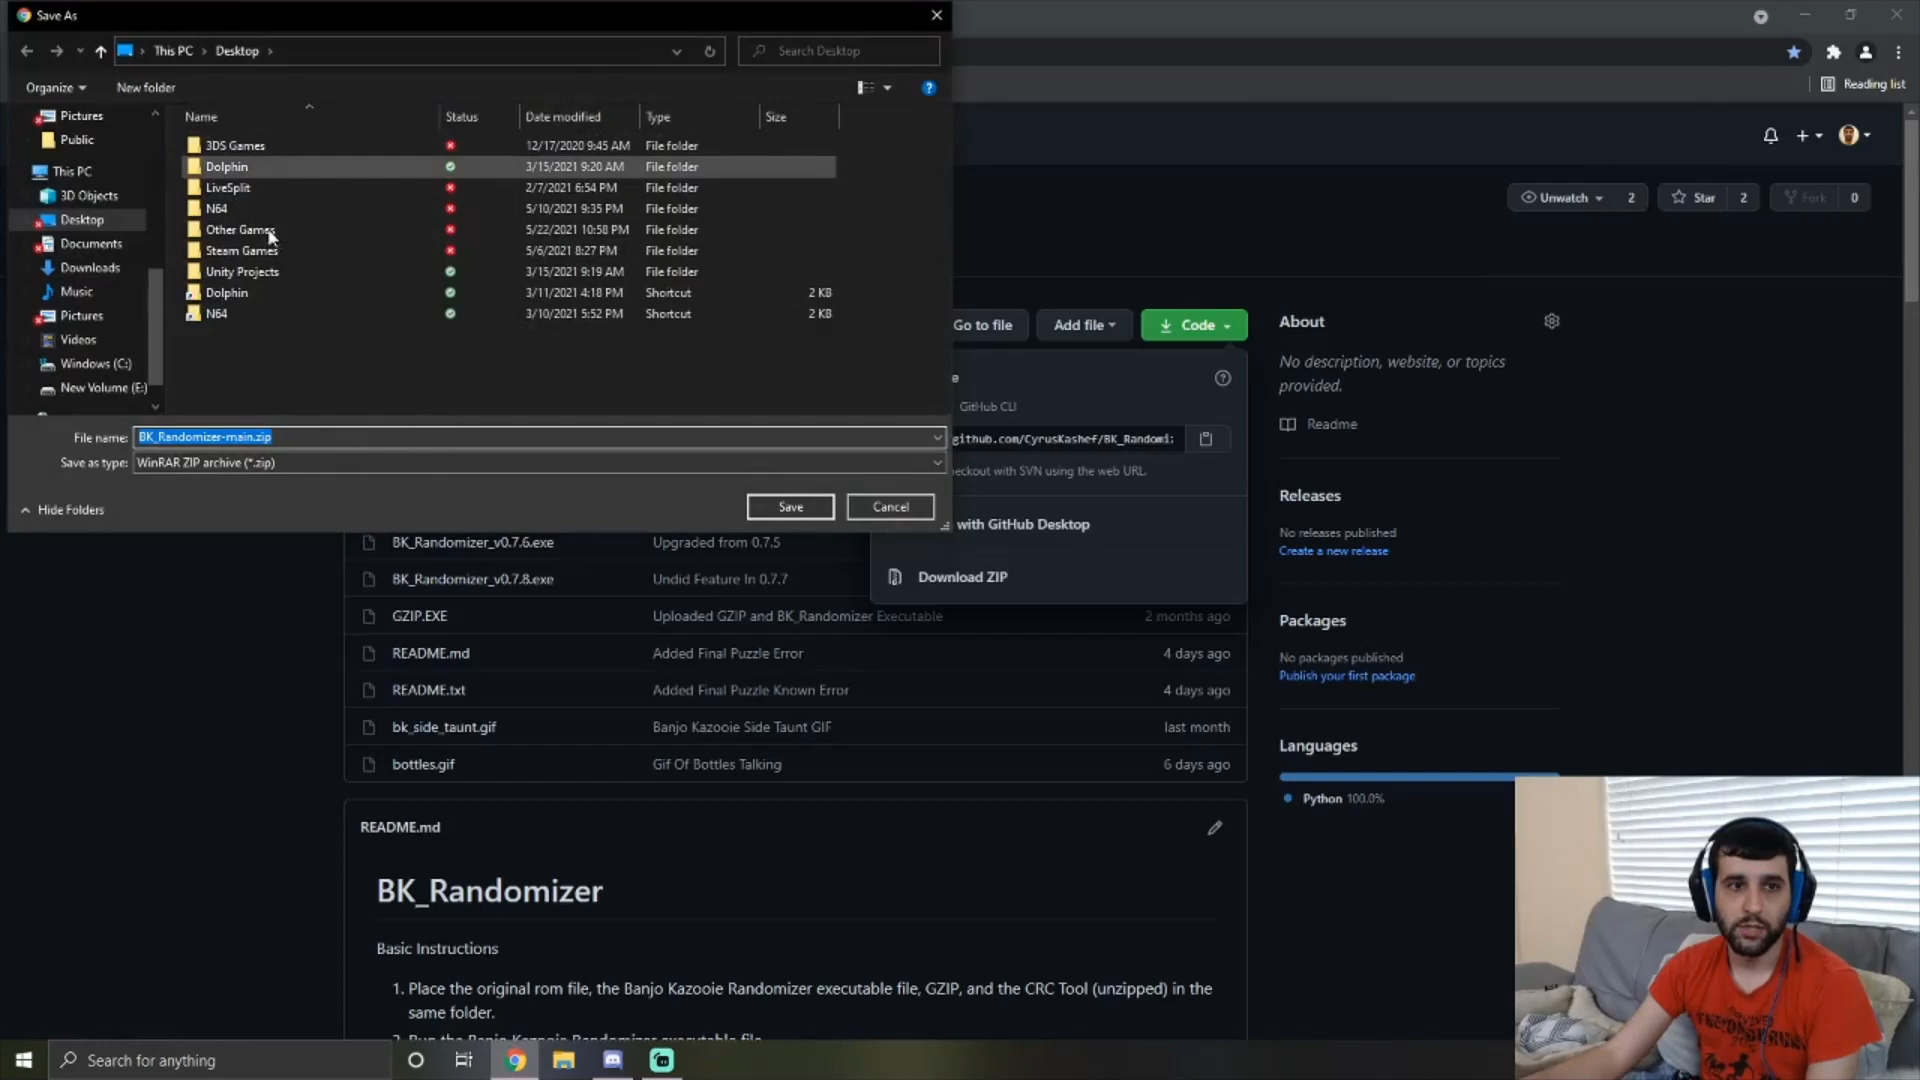 Save As
This PC > Desktop >
Search Desktop
Organize
New folder
Name Status Date modified Type Size
Pictures
Public
This PC
3D Objects
Desktop
Documents
Downloads
Music
Pictures
Videos
Windows (C:)
New Volume (E:)
3DS Games 12/17/2020 9:45 AM File folder
Dolphin 3/15/2021 9:20 AM File folder
LiveSplit 2/7/2021 6:54 PM File folder
N64 5/10/2021 9:35 PM File folder
Other Games 5/22/2021 10:58 PM File folder
Steam Games 5/6/2021 8:27 PM File folder
Unity Projects 3/15/2021 9:19 AM File folder
Dolphin 3/11/2021 4:18 PM Shortcut 2 KB
N64 3/10/2021 5:52 PM Shortcut 2 KB
File name: BK_Randomizer-main.zip
Save as type: WinRAR ZIP archive (*.zip)
Hide Folders
Save Cancel
Reading list
Unwatch 2 Star 2 Fork 0
Go to file Add file Code
GitHub CLI
github.com/CyrusKashef/BK_Randomi
checkout with SVN using the web URL.
with GitHub Desktop
Download ZIP
About
No description, website, or topics
provided.
Readme
Releases
No releases published
Create a new release
Packages
No packages published
Publish your first package
Languages
Python 100.0%
BK_Randomizer_v0.7.6.exe Upgraded from 0.7.5
BK_Randomizer_v0.7.8.exe Undid Feature In 0.7.7
GZIP.EXE Uploaded GZIP and BK_Randomizer Executable 2 months ago
README.md Added Final Puzzle Error 4 days ago
README.txt Added Final Puzzle Known Error 4 days ago
bk_side_taunt.gif Banjo Kazooie Side Taunt GIF last month
bottles.gif Gif Of Bottles Talking 6 days ago
README.md
BK_Randomizer
Basic Instructions
1. Place the original rom file, the Banjo Kazooie Randomizer executable file, GZIP, and the CRC Tool (unzipped) in the
same folder.
2. Run the Banjo Kazooie Randomizer executable file
Search for anything